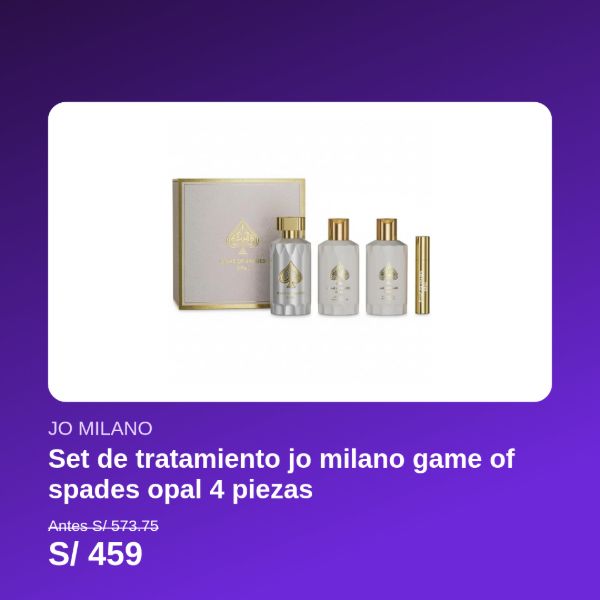 JO MILANO
Set de tratamiento jo milano game of
spades opal 4 piezas
Antes S/ 573.75
S/ 459